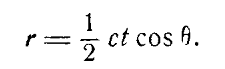 r = 1/2 ct cos θ.